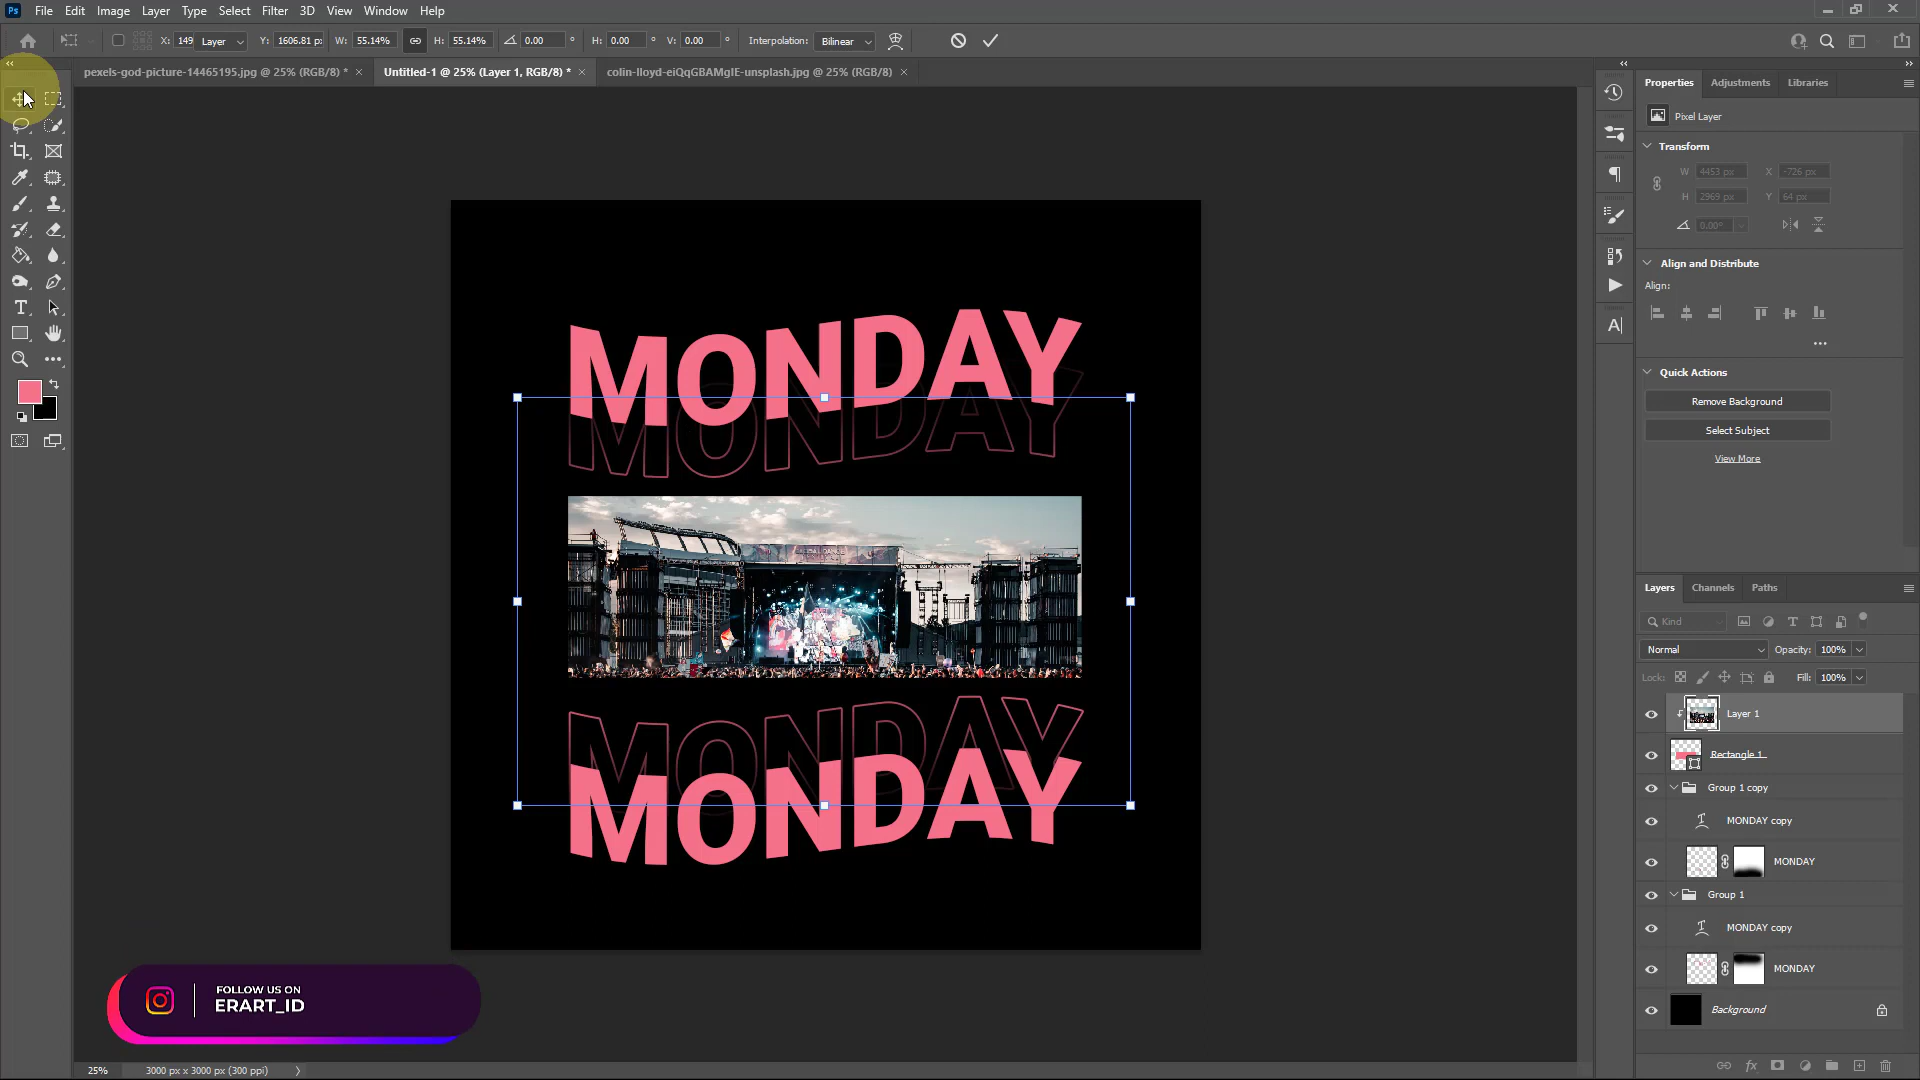 Ps File Edit Image Layer Type Select Filter 3D View Window Help
X: 149 Layer Y: 1606.81 px W: 55.14% H: 55.14% 0.00 ° H: 0.00 ° V: 0.00 ° Interpolation: Bilinear
pexels-god-picture-14465195.jpg @ 25% (RGB/8) * × Untitled-1 @ 25% (Layer 1, RGB/8) * × colin-lloyd-eiQqGBAMgIE-unsplash.jpg @ 25% (RGB/8) ×
Properties Adjustments Libraries
Pixel Layer
Transform
W 4453 px X -726 px
H 2969 px Y 64 px
0.00°
Align and Distribute
Align:
Quick Actions
Remove Background
Select Subject
View More
MONDAY
MONDAY
MONDAY
MONDAY
Layers Channels Paths
Kind
Normal Opacity: 100%
Lock: Fill: 100%
Layer 1
Rectangle 1
Group 1 copy
MONDAY copy
MONDAY
Group 1
MONDAY copy
MONDAY
Background
FOLLOW US ON
ERART_ID
25% 3000 px x 3000 px (300 ppi)